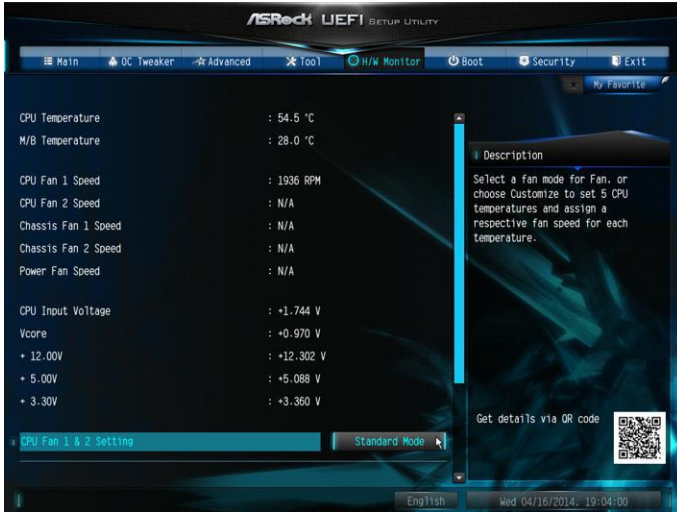 ASRock UEFI SETUP UTILITY
Main OC Tweaker Advanced Tool H/W Monitor Boot Security Exit
My Favorite
CPU Temperature : 54.5 °C
M/B Temperature : 28.0 °C
CPU Fan 1 Speed : 1936 RPM
CPU Fan 2 Speed : N/A
Chassis Fan 1 Speed : N/A
Chassis Fan 2 Speed : N/A
Power Fan Speed : N/A
CPU Input Voltage : +1.744 V
Vcore : +0.970 V
+ 12.00V : +12.302 V
+ 5.00V : +5.088 V
+ 3.30V : +3.360 V
CPU Fan 1 & 2 Setting Standard Mode
Description
Select a fan mode for Fan. or
choose Customize to set 5 CPU
temperatures and assign a
respective fan speed for each
temperature.
Get details via QR code
English Wed 04/16/2014. 19:04:00